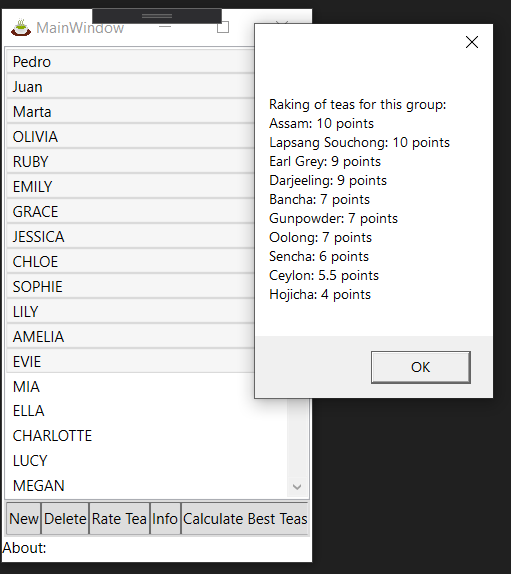 MainWindow
Pedro
Juan
Marta
OLIVIA
RUBY
EMILY
GRACE
JESSICA
CHLOE
SOPHIE
LILY
AMELIA
EVIE
MIA
ELLA
CHARLOTTE
LUCY
MEGAN
New Delete Rate Tea Info Calculate Best Teas
About:
Raking of teas for this group:
Assam: 10 points
Lapsang Souchong: 10 points
Earl Grey: 9 points
Darjeeling: 9 points
Bancha: 7 points
Gunpowder: 7 points
Oolong: 7 points
Sencha: 6 points
Ceylon: 5.5 points
Hojicha: 4 points
OK